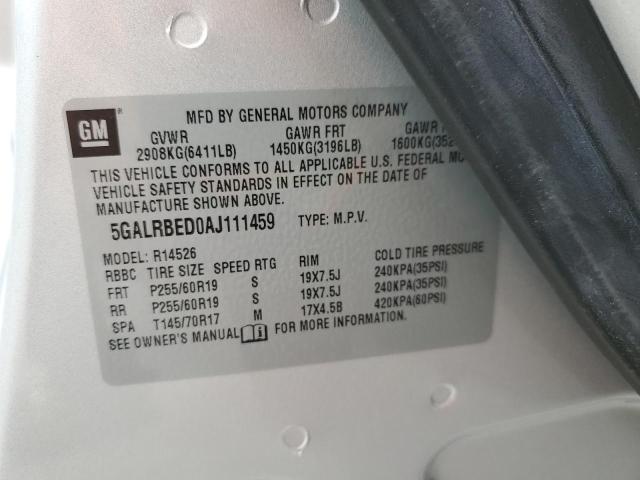 GM
MFD BY GENERAL MOTORS COMPANY
GVWR GAWR FRT GAWR
2908KG(6411LB) 1450KG(3196LB) 1600KG(352
THIS VEHICLE CONFORMS TO ALL APPLICABLE U.S. FEDERAL MO
VEHICLE SAFETY STANDARDS IN EFFECT ON THE DATE OF
MANUFACTURE SHOWN ABOVE.
5GALRBED0AJ111459 TYPE: M.P.V.
MODEL: R14526
RBBC TIRE SIZE SPEED RTG RIM COLD TIRE PRESSURE
FRT P255/60R19 S 19X7.5J 240KPA(35PSI)
RR P255/60R19 S 19X7.5J 240KPA(35PSI)
SPA T145/70R17 M 17X4.5B 420KPA(60PSI)
SEE OWNER'S MANUAL FOR MORE INFORMATION.